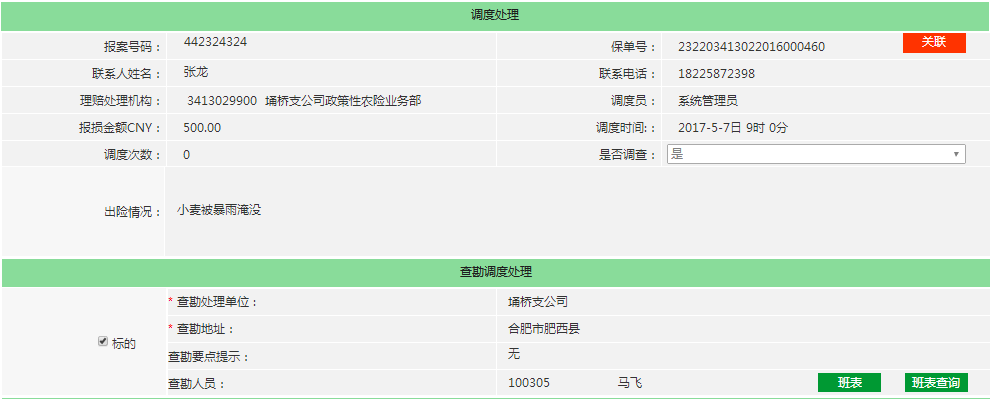 调度处理
报案号码： 442324324 保单号： 232203413022016000460 关联
联系人姓名： 张龙 联系电话： 18225872398
理赔处理机构： 3413029900 埇桥支公司政策性农险业务部 调度员： 系统管理员
报损金额CNY： 500.00 调度时间:： 2017-5-7日 9时 0分
调度次数： 0 是否调查： 是
出险情况： 小麦被暴雨淹没
查勘调度处理
* 查勘处理单位： 埇桥支公司
* 查勘地址： 合肥市肥西县
标的
查勘要点提示： 无
查勘人员： 100305 马飞 班表 班表查询